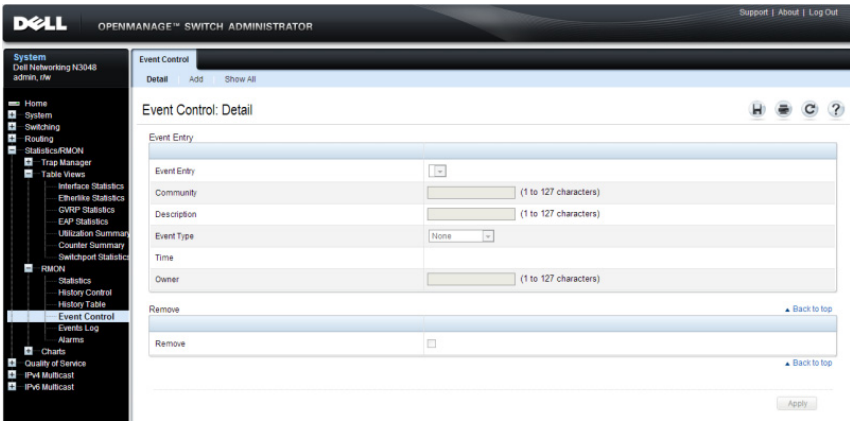 Support | About | Log Out
DELL OPENMANAGE™ SWITCH ADMINISTRATOR
System
Dell Networking N3048
admin, r/w
Home
System
Switching
Routing
Statistics/RMON
Trap Manager
Table Views
Interface Statistics
Etherlike Statistics
GVRP Statistics
EAP Statistics
Utilization Summary
Counter Summary
Switchport Statistics
RMON
Statistics
History Control
History Table
Event Control
Events Log
Alarms
Charts
Quality of Service
IPv4 Multicast
IPv6 Multicast
Event Control
Detail Add Show All
Event Control: Detail
Event Entry
Event Entry
Community (1 to 127 characters)
Description (1 to 127 characters)
Event Type None
Time
Owner (1 to 127 characters)
Remove ▲ Back to top
Remove
▲ Back to top
Apply